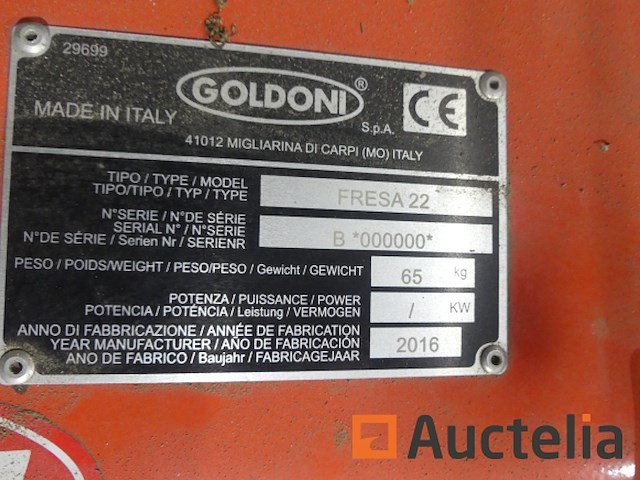 29699
GOLDONI®
S.p.A.
CE
MADE IN ITALY
41012 MIGLIARINA DI CARPI (MO) ITALY
TIPO / TYPE / MODEL
TIPO/TIPO / TYP / TYPE
FRESA 22
N°SERIE / N°DE SÉRIE
SERIAL N° / N°SERIE
N°DE SÉRIE / Serien Nr / SERIENR
B *000000*
PESO / POIDS/WEIGHT / PESO/PESO / Gewicht / GEWICHT
65 kg
POTENZA / PUISSANCE / POWER
POTENCIA / POTÉNCIA / Leistung / VERMOGEN
/ KW
ANNO DI FABBRICAZIONE / ANNÉE DE FABRICATION
YEAR MANUFACTURER / AÑO DE FABRICACIÓN
ANO DE FABRICO / Baujahr / FABRICAGEJAAR
2016
Auctelia